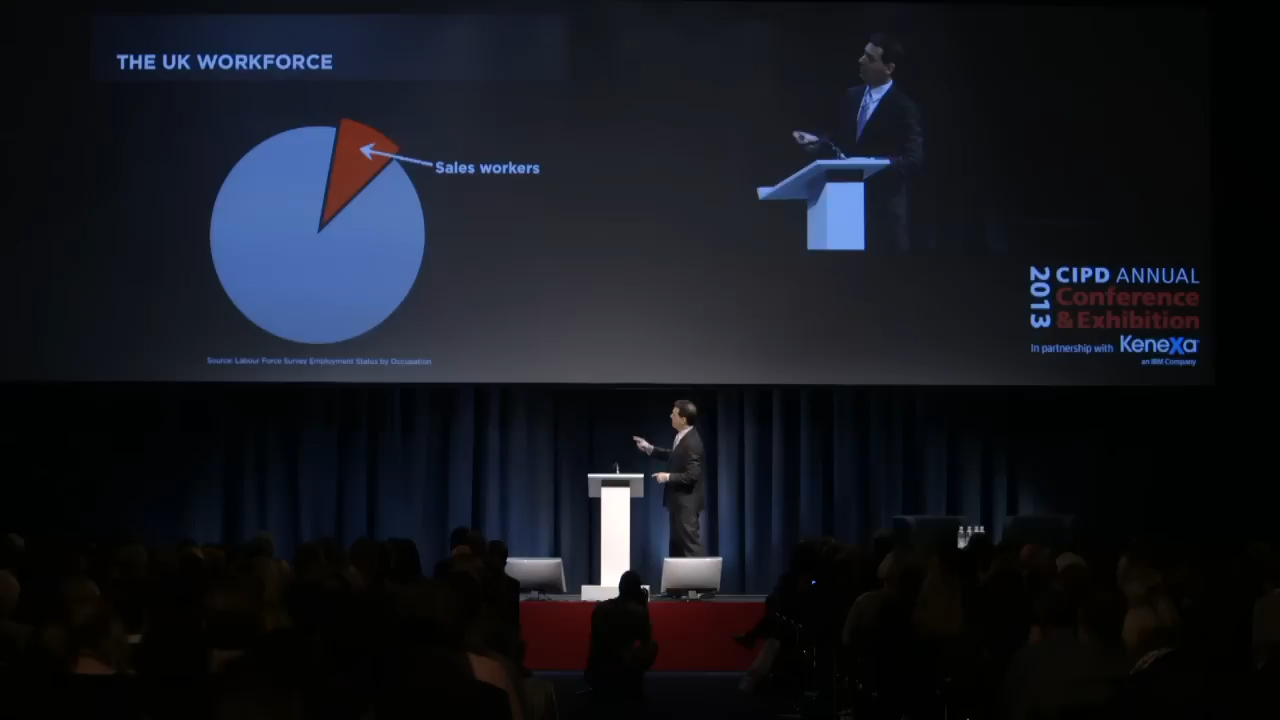 THE UK WORKFORCE
Sales workers
Source: Labour Force Survey Employment Status by Occupation
2013
CIPD ANNUAL
Conference
& Exhibition
In partnership with Kenexa
an IBM Company